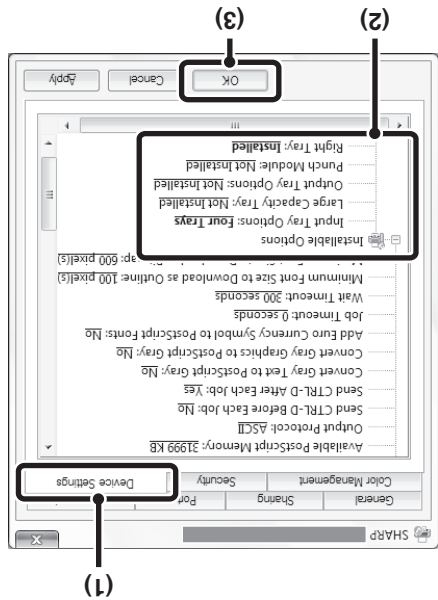 (1)
SHARP
General
Sharing
Port
Color Management
Security
Device Settings
Available PostScript Memory: 31999 KB
Output Protocol: ASCII
Send CTRL-D Before Each Job: No
Send CTRL-D After Each Job: Yes
Convert Gray Text to PostScript Gray: No
Convert Gray Graphics to PostScript Gray: No
Add Euro Currency Symbol to PostScript Fonts: No
Job Timeout: 0 seconds
Wait Timeout: 300 seconds
Minimum Font Size to Download as Outline: 100 pixel(s)
600 pixel(s)
Installable Options
Input Tray Options: Four Trays
Large Capacity Tray: Not Installed
Output Tray Options: Not Installed
Punch Module: Not Installed
Right Tray: Installed
OK
Cancel
Apply
(2)
(3)